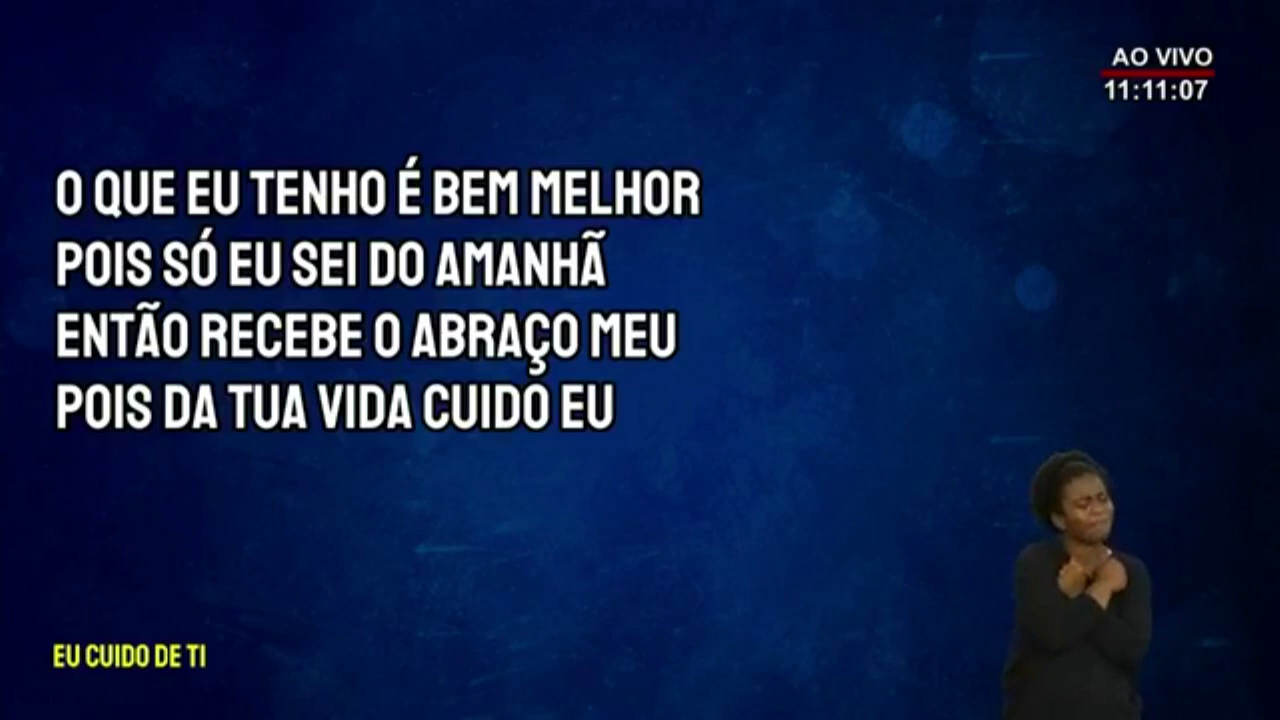 AO VIVO
11:11:07
O QUE EU TENHO É BEM MELHOR
POIS SÓ EU SEI DO AMANHÃ
ENTÃO RECEBE O ABRAÇO MEU
POIS DA TUA VIDA CUIDO EU
EU CUIDO DE TI